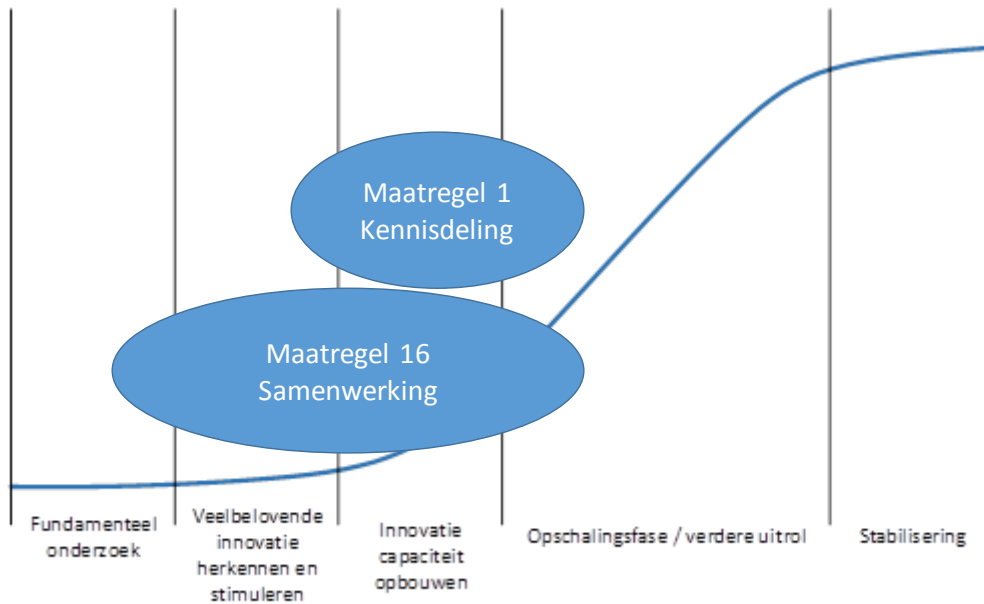 Maatregel 1
Kennisdeling
Maatregel 16
Samenwerking
Fundamenteel
onderzoek
Veelbelovende
innovatie
herkennen en
stimuleren
Innovatie
capaciteit
opbouwen
Opschalingsfase / verdere uitrol
Stabilisering